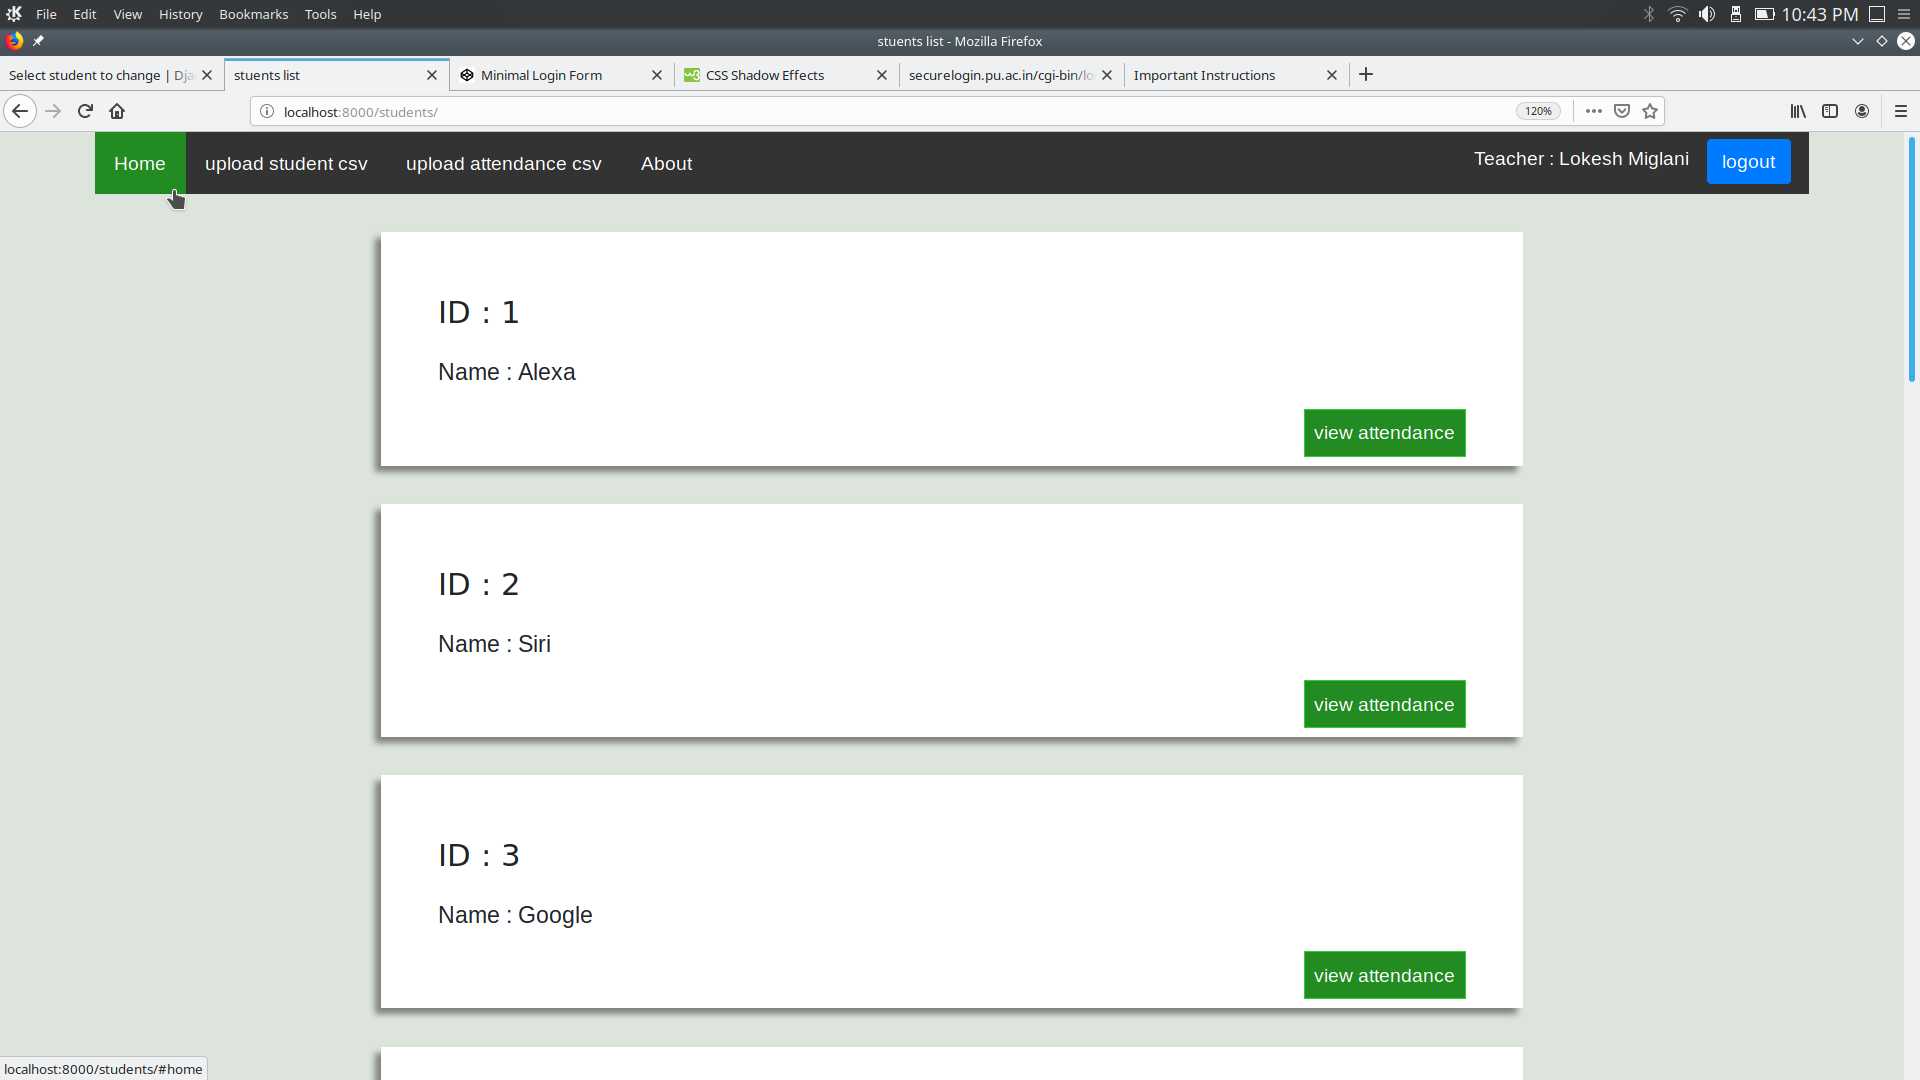 File Edit View History Bookmarks Tools Help 10:43 PM
stuents list - Mozilla Firefox
Select student to change | Dja stuents list Minimal Login Form CSS Shadow Effects securelogin.pu.ac.in/cgi-bin/lo Important Instructions
localhost:8000/students/ 120%
Home upload student csv upload attendance csv About Teacher : Lokesh Miglani logout
ID : 1
Name : Alexa
view attendance
ID : 2
Name : Siri
view attendance
ID : 3
Name : Google
view attendance
localhost:8000/students/#home